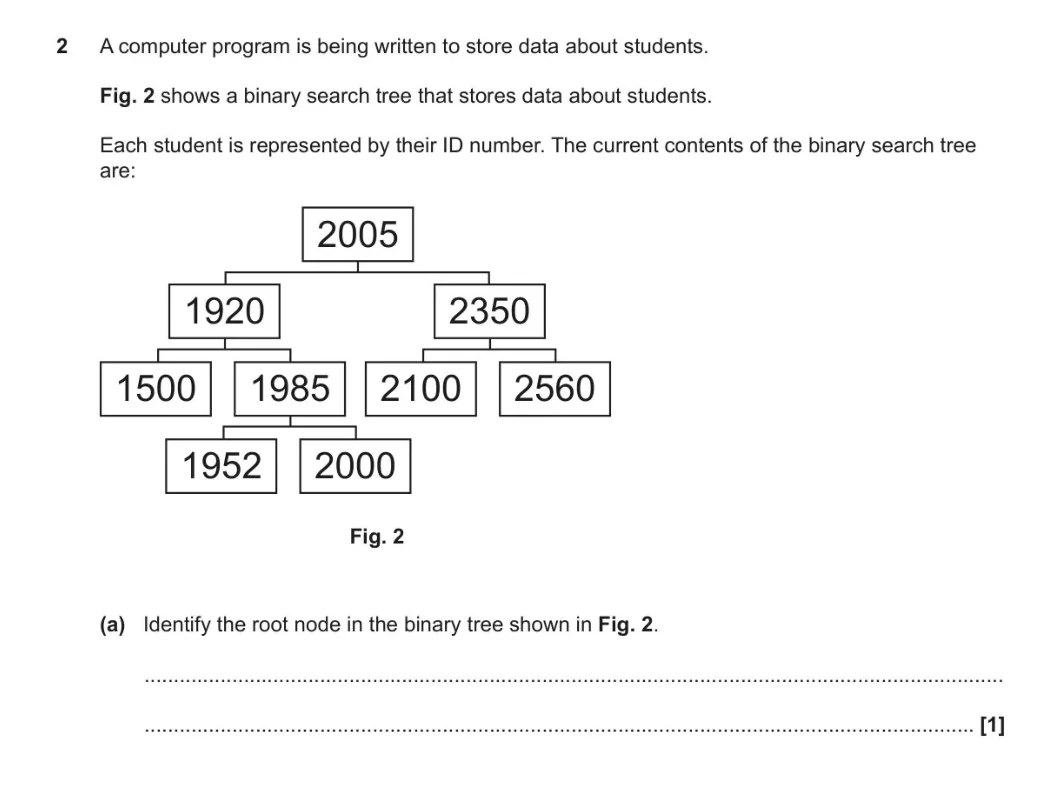 2 A computer program is being written to store data about students.
Fig. 2 shows a binary search tree that stores data about students.
Each student is represented by their ID number. The current contents of the binary search tree
are:
2005
1920 2350
1500 1985 2100 2560
1952 2000
Fig. 2
(a) Identify the root node in the binary tree shown in Fig. 2.
[1]